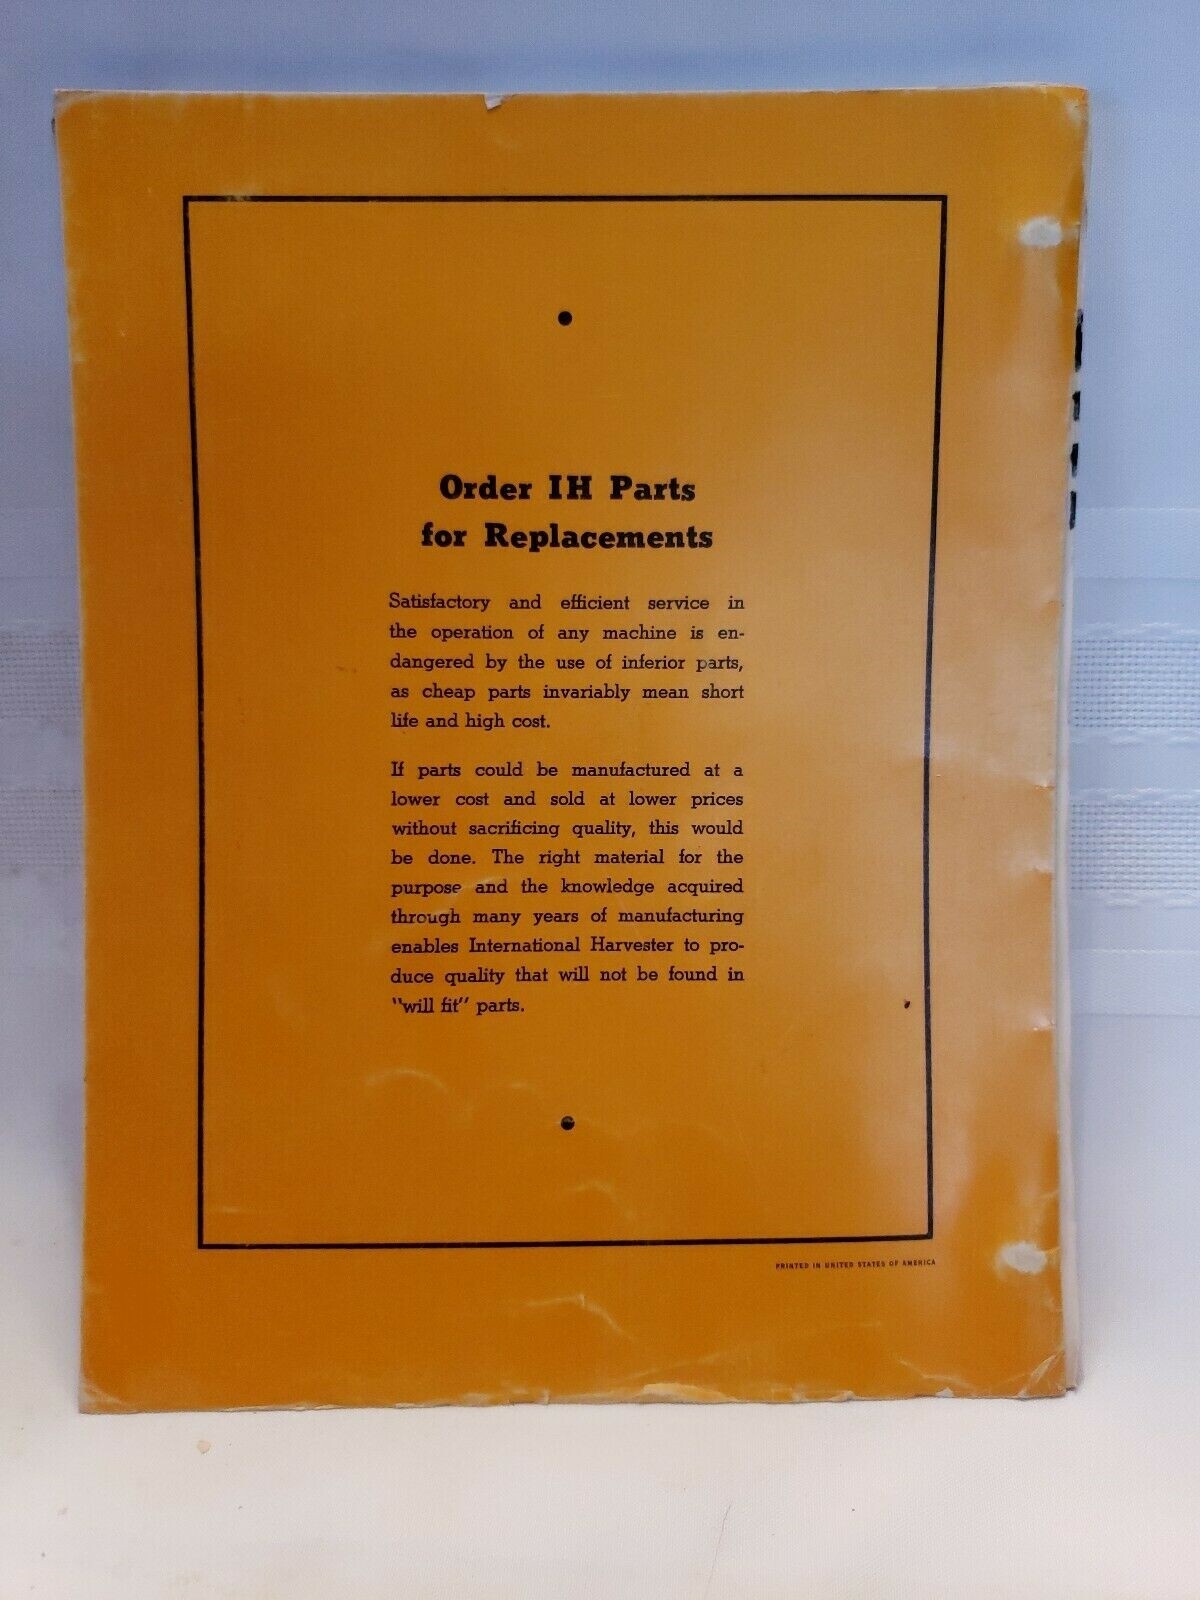 Order IH Parts
for Replacements
Satisfactory and efficient service in
the operation of any machine is en-
dangered by the use of inferior parts,
as cheap parts invariably mean short
life and high cost.
If parts could be manufactured at a
lower cost and sold at lower prices
without sacrificing quality, this would
be done. The right material for the
purpose and the knowledge acquired
through many years of manufacturing
enables International Harvester to pro-
duce quality that will not be found in
"will fit" parts.
PRINTED IN UNITED STATES OF AMERICA